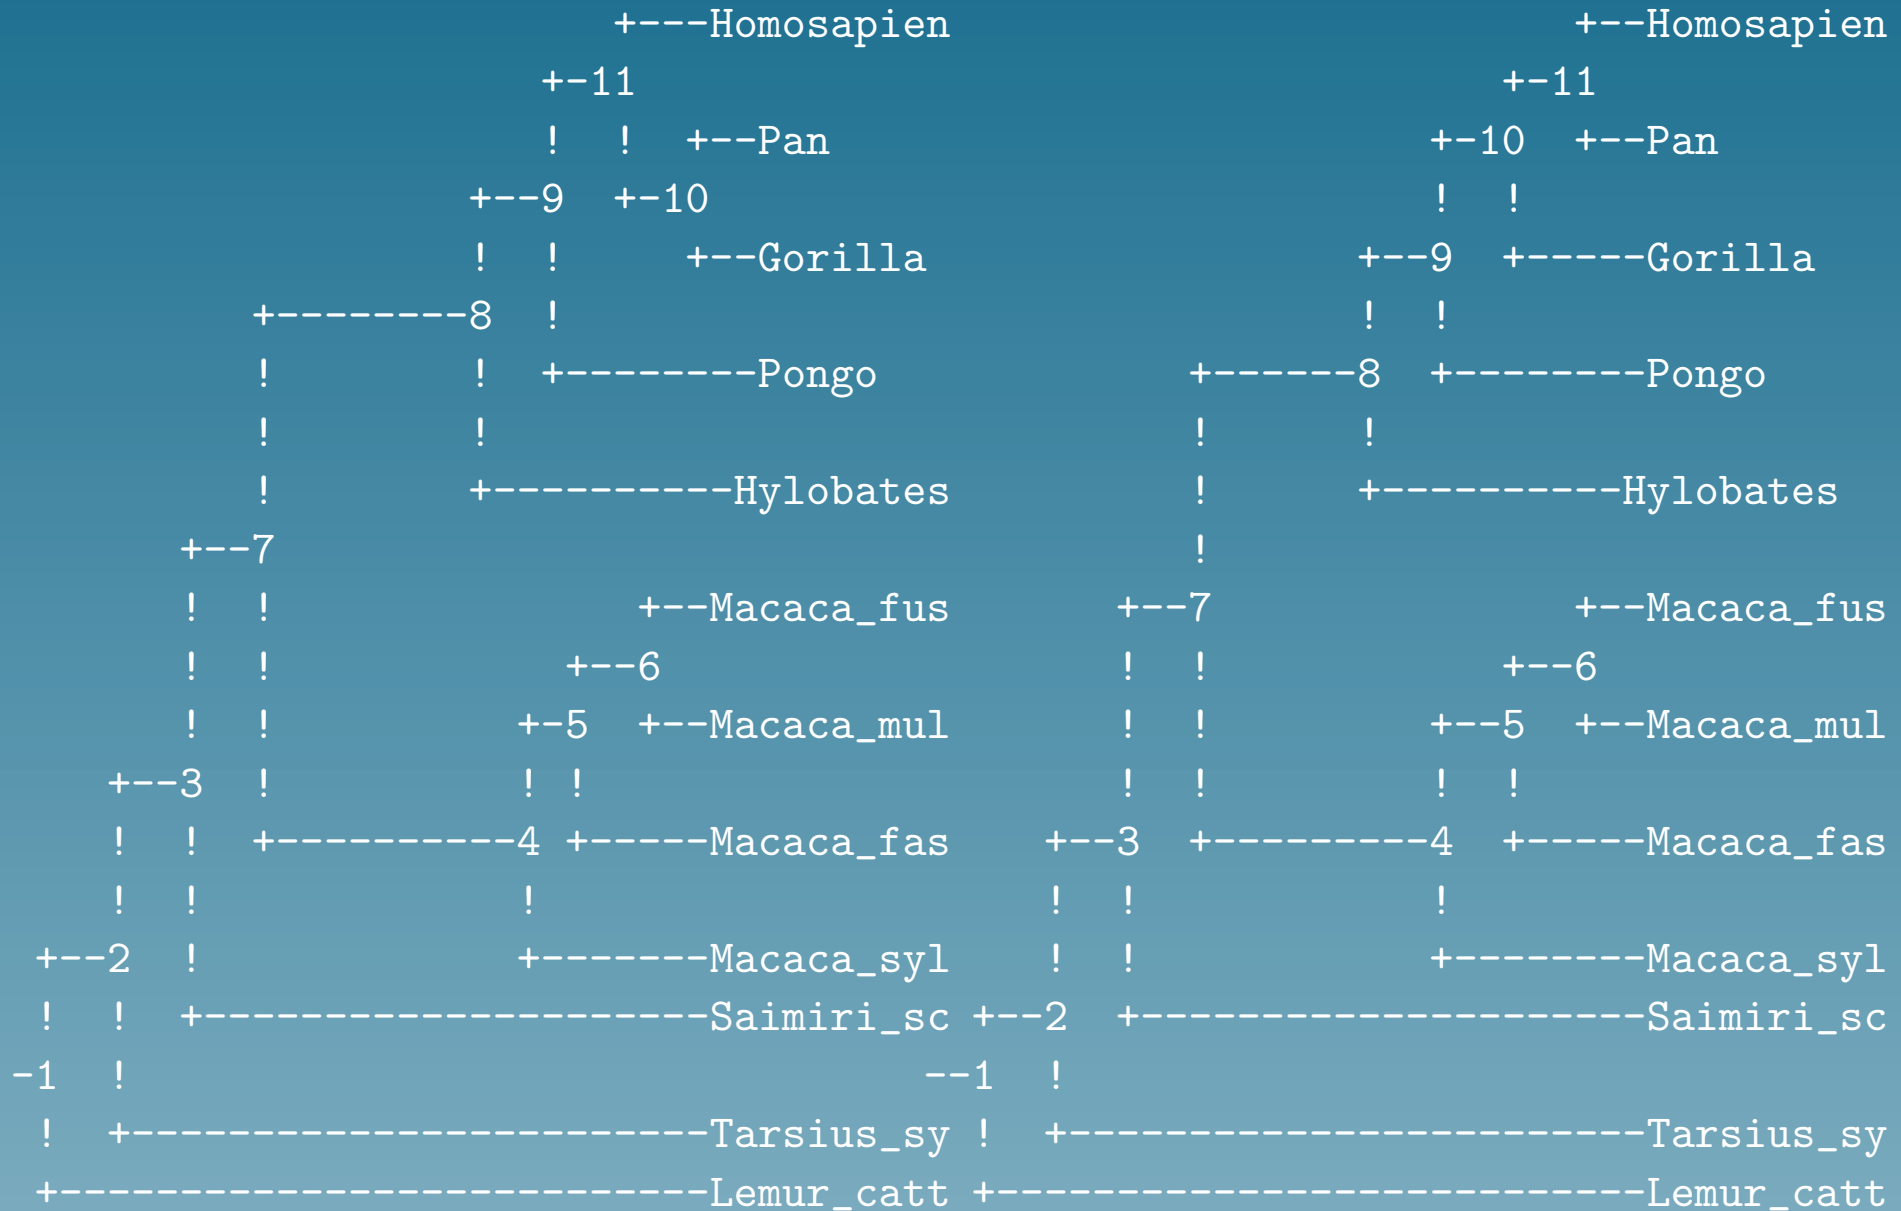 +---Homosapien                          +--Homosapien
                      +-11                                    +-11
                      !  !  +--Pan                         +-10  +--Pan
                   +--9  +-10                              !  !
                   !  !     +--Gorilla                  +--9  +-----Gorilla
          +--------8  !                                 !  !
          !        !  +--------Pongo             +------8  +--------Pongo
          !        !                             !      !
          !        +-----------Hylobates         !      +-----------Hylobates
       +--7                                      !
       !  !               +--Macaca_fus       +--7               +--Macaca_fus
       !  !            +--6                   !  !            +--6
       !  !          +-5  +--Macaca_mul       !  !         +--5  +--Macaca_mul
    +--3  !          ! !                      !  !         !  !
    !  !  +----------4 +-----Macaca_fas    +--3  +---------4  +-----Macaca_fas
    !  !             !                     !  !            !
 +--2  !             +-------Macaca_syl    !  !            +--------Macaca_syl
 !  !  +---------------------Saimiri_sc +--2  +---------------------Saimiri_sc
-1  !                                 --1  !
 !  +------------------------Tarsius_sy !  +------------------------Tarsius_sy
 +---------------------------Lemur_catt +---------------------------Lemur_catt